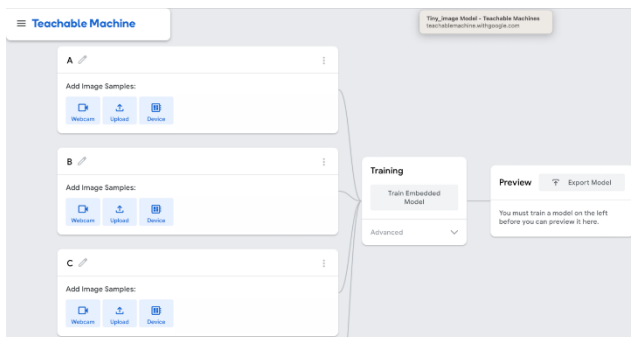 Teachable Machine
Tiny_image Model - Teachable Machines
teachablemachine.withgoogle.com
A
Add Image Samples:
Webcam Upload Device
B
Add Image Samples:
Webcam Upload Device
C
Add Image Samples:
Webcam Upload Device
Training
Train Embedded
Model
Advanced
Preview Export Model
You must train a model on the left
before you can preview it here.